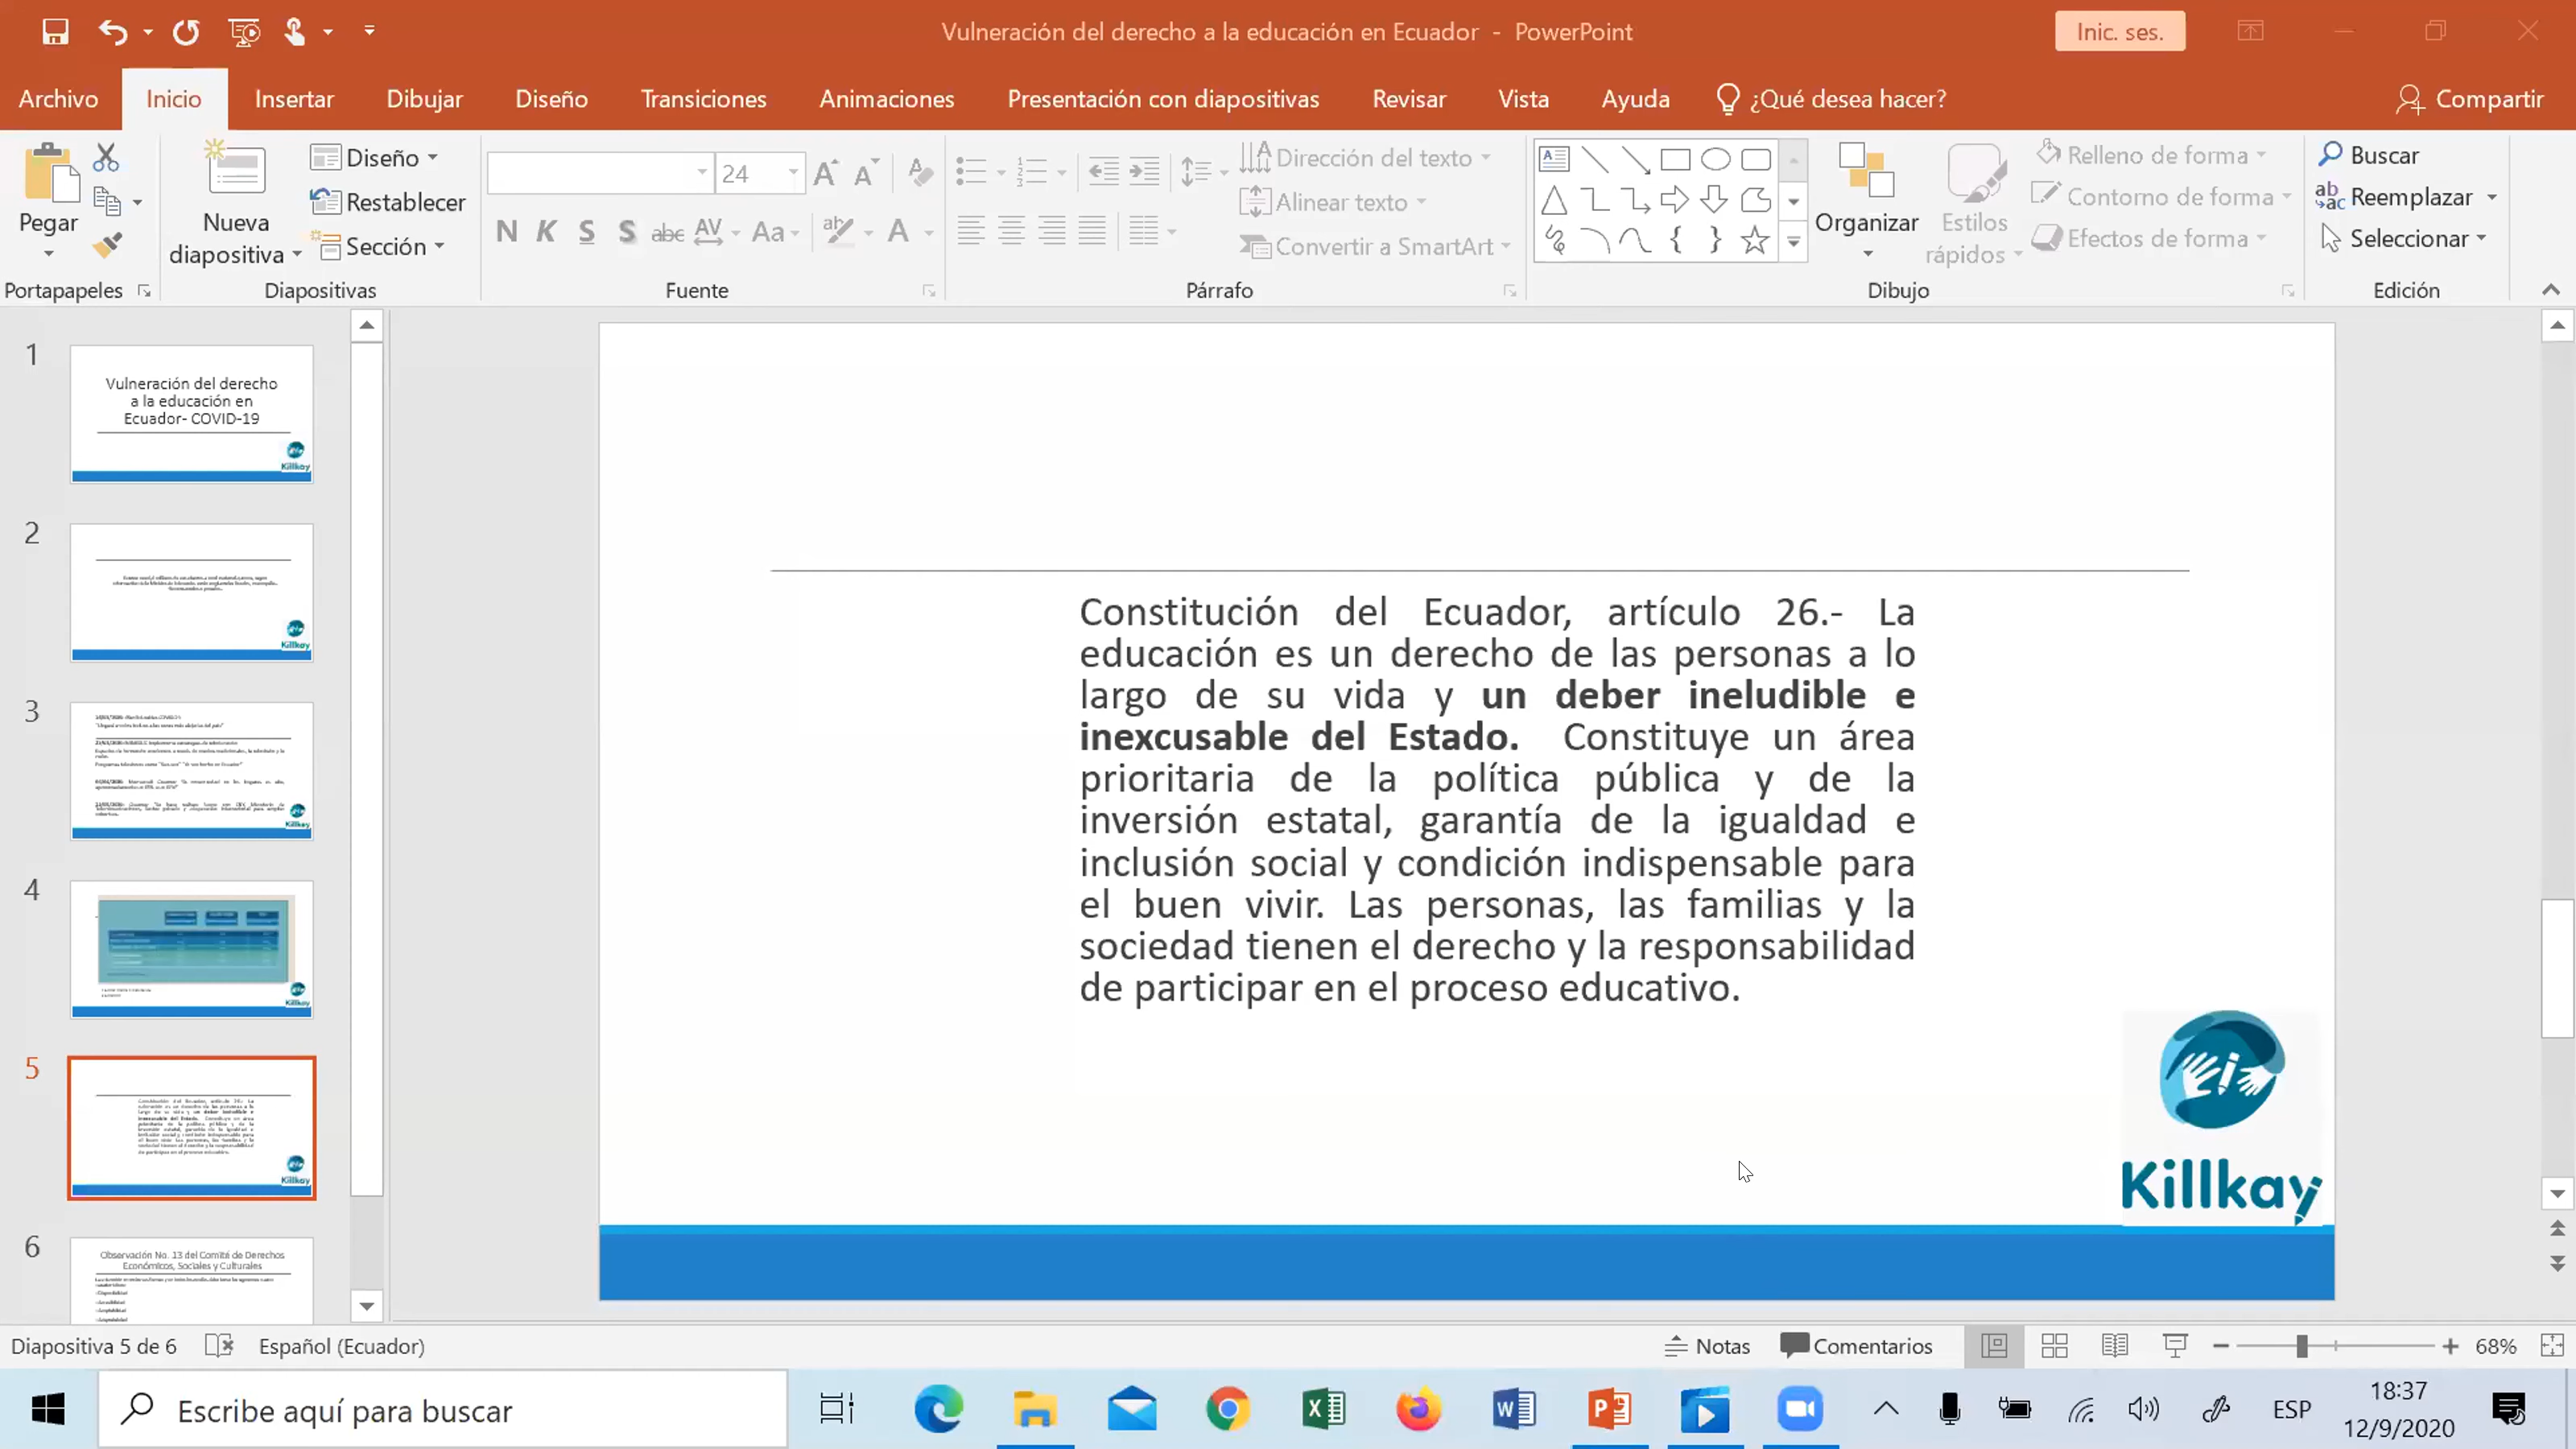 Vulneración del derecho a la educación en Ecuador - PowerPoint
Inic. ses.
Archivo
Inicio
Insertar
Dibujar
Diseño
Transiciones
Animaciones
Presentación con diapositivas
Revisar
Vista
Ayuda
¿Qué desea hacer?
Compartir
Pegar
Portapapeles
Nueva
diapositiva
Diseño
Restablecer
Sección
Diapositivas
24
N K S S abc AV Aa A
Fuente
Dirección del texto
Alinear texto
Convertir a SmartArt
Párrafo
Organizar
Estilos
rápidos
Relleno de forma
Contorno de forma
Efectos de forma
Dibujo
Buscar
Reemplazar
Seleccionar
Edición
1
Vulneración del derecho
a la educación en
Ecuador- COVID-19
Killkay
2
Killkay
3
Killkay
4
Killkay
5
Killkay
6
Observación No. 13 del Comité de Derechos
Económicos, Sociales y Culturales
Constitución del Ecuador, artículo 26.- La
educación es un derecho de las personas a lo
largo de su vida y un deber ineludible e
inexcusable del Estado. Constituye un área
prioritaria de la política pública y de la
inversión estatal, garantía de la igualdad e
inclusión social y condición indispensable para
el buen vivir. Las personas, las familias y la
sociedad tienen el derecho y la responsabilidad
de participar en el proceso educativo.
Killkay
Diapositiva 5 de 6
Español (Ecuador)
Notas
Comentarios
68%
Escribe aquí para buscar
ESP
18:37
12/9/2020